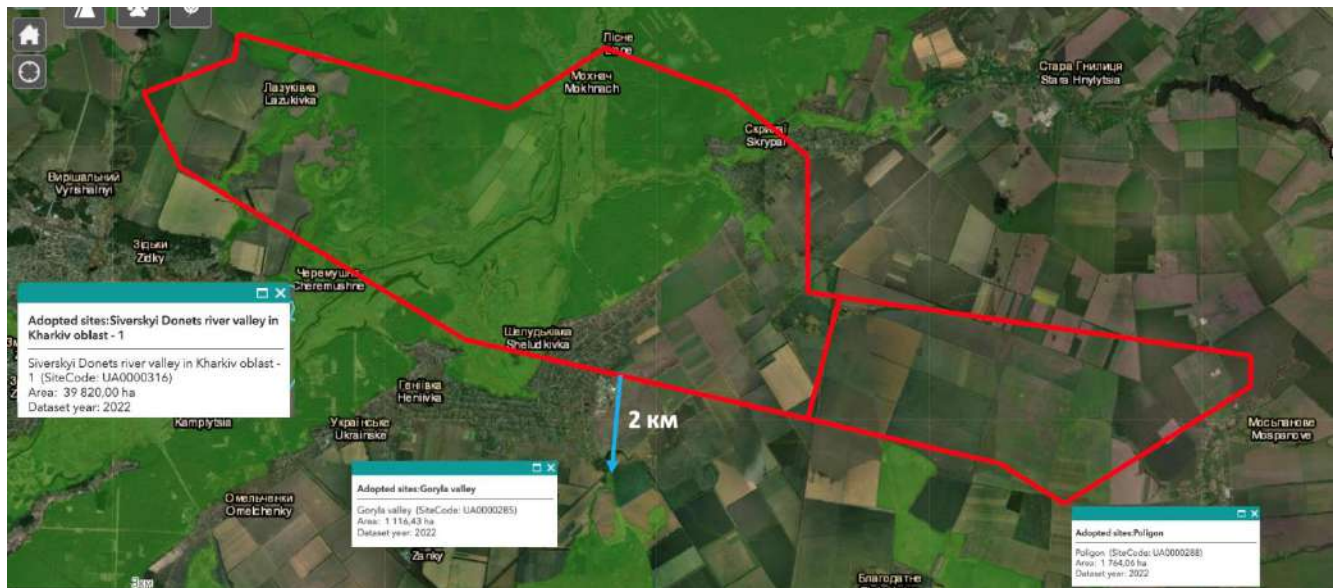 Лісне
Lisne
Мохнач
Mokhnach
Стара Гнилиця
Stara Hnylytsia
Лазуківка
Lazukivka
Скрипаї
Skrypai
Вирішальний
Vyrishalnyi
Зідьки
Zidky
Черемушне
Cheremushne
Adopted sites:Siverskyi Donets river valley in
Kharkiv oblast - 1
Siverskyi Donets river valley in Kharkiv oblast -
1 (SiteCode: UA0000316)
Area: 39 820,00 ha
Dataset year: 2022
Шелудьківка
Sheludkivka
Геніївка
Heniivka
2 км
Kamplytsia
Українське
Ukrainske
Мосьпанове
Mospanove
Adopted sites:Goryla valley
Goryla valley (SiteCode: UA0000285)
Area: 1 116,43 ha
Dataset year: 2022
Омельченки
Omelchenky
Adopted sites:Poligon
Poligon (SiteCode: UA0000288)
Area: 1 764,06 ha
Dataset year: 2022
Zanky
3км
Благодатне